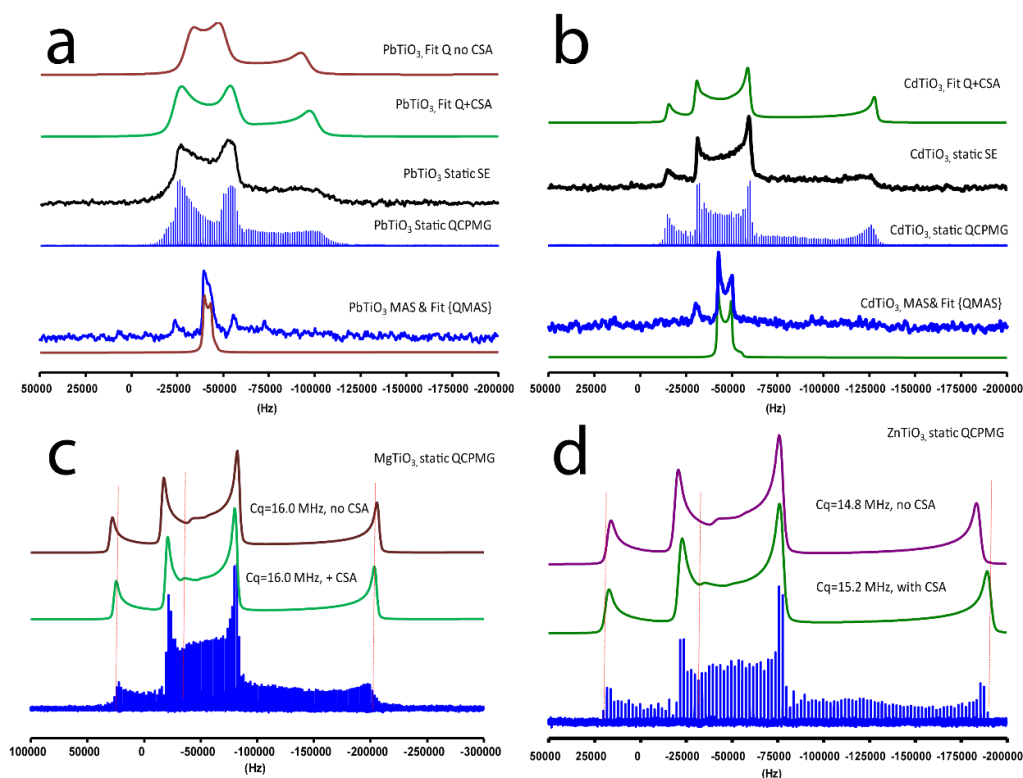 a
PbTiO3, Fit Q no CSA
PbTiO3, Fit Q+CSA
PbTiO3 Static SE
PbTiO3 Static QCPMG
PbTiO3 MAS & Fit {QMAS}
50000 25000 0 -25000 -50000 -75000 -100000 -125000 -150000 -175000 -200000
(Hz)
b
CdTiO3, Fit Q+CSA
CdTiO3, static SE
CdTiO3, static QCPMG
CdTiO3, MAS& Fit {QMAS}
50000 25000 0 -25000 -50000 -75000 -100000 -125000 -150000 -175000 -200000
(Hz)
c
MgTiO3, static QCPMG
Cq=16.0 MHz, no CSA
Cq=16.0 MHz, + CSA
100000 50000 0 -50000 -100000 -150000 -200000 -250000 -300000
(Hz)
d
ZnTiO3, static QCPMG
Cq=14.8 MHz, no CSA
Cq=15.2 MHz, with CSA
50000 25000 0 -25000 -50000 -75000 -100000 -125000 -150000 -175000 -200000
(Hz)